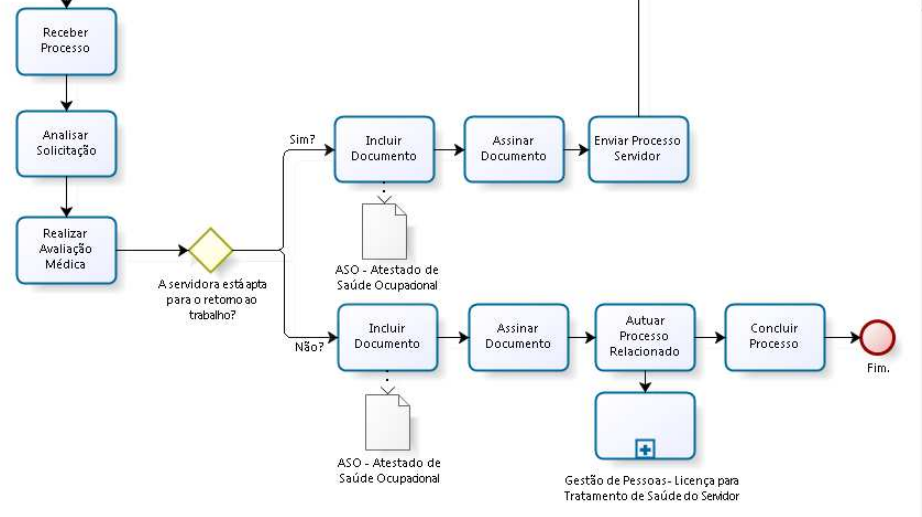 Receber
Processo
Analisar
Solicitação
Realizar
Avaliação
Médica
A servidora está apta
para o retorno ao
trabalho?
Sim?
Incluir
Documento
Assinar
Documento
Enviar Processo
Servidor
ASO - Atestado de
Saúde Ocupacional
Não?
Incluir
Documento
Assinar
Documento
Autuar
Processo
Relacionado
Concluir
Processo
Fim.
ASO - Atestado de
Saúde Ocupacional
Gestão de Pessoas - Licença para
Tratamento de Saúde do Servidor